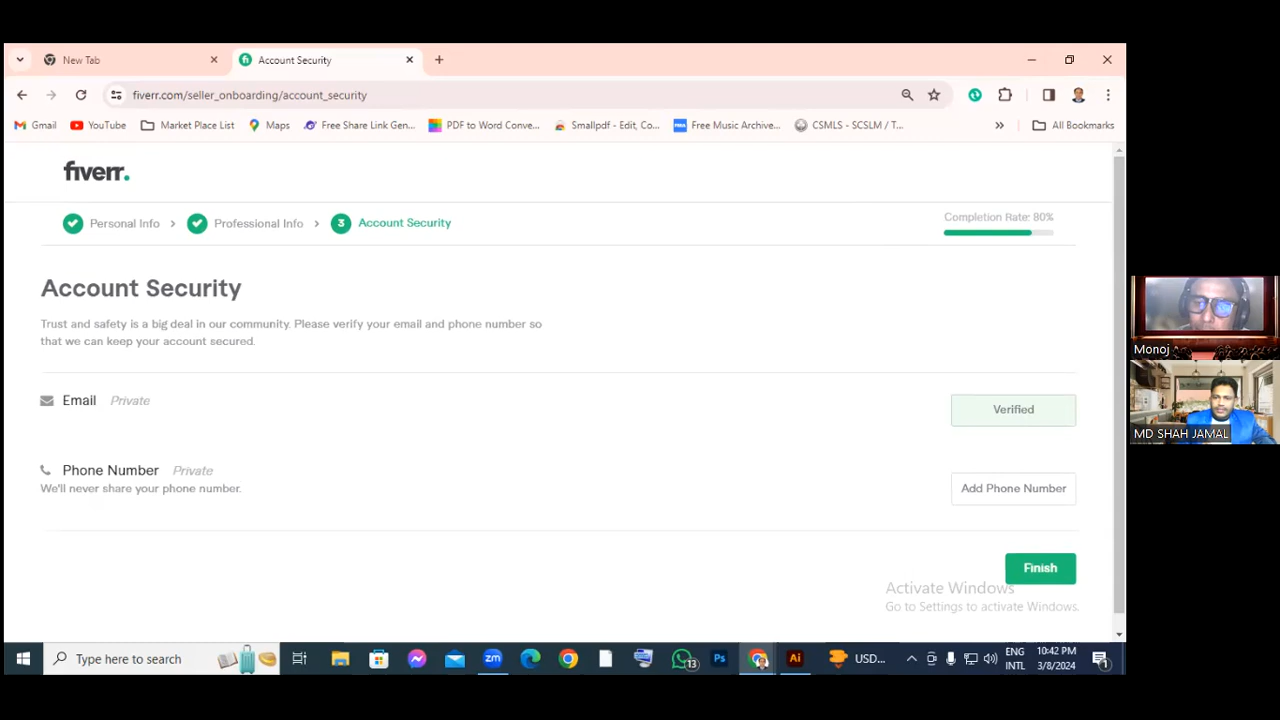 New Tab
Account Security
fiverr.com/seller_onboarding/account_security
Gmail
YouTube
Market Place List
Maps
Free Share Link Gen...
PDF to Word Conve...
Smallpdf - Edit, Co...
Free Music Archive...
CSMLS - SCSLM / T...
»
All Bookmarks
fiverr.
Personal Info
Professional Info
3
Account Security
Completion Rate: 80%
Account Security
Trust and safety is a big deal in our community. Please verify your email and phone number so
that we can keep your account secured.
Email Private
Verified
Phone Number Private
We'll never share your phone number.
Add Phone Number
Finish
Activate Windows
Go to Settings to activate Windows.
Monoj
MD SHAH JAMAL
Type here to search
zm
13
Ps
Ai
USD...
ENG
INTL
10:42 PM
3/8/2024
1